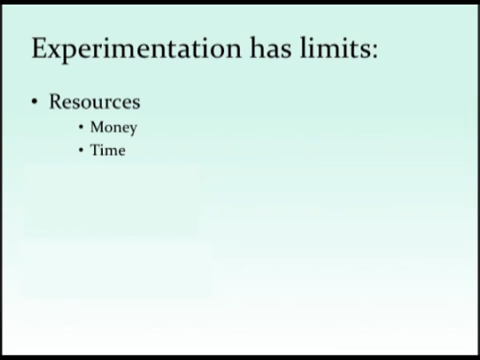 Experimentation has limits:
• Resources
• Money
• Time